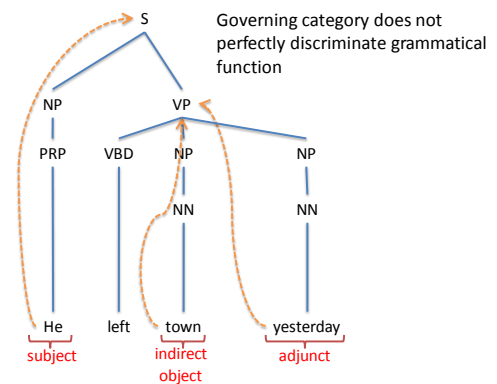 S
Governing category does not
perfectly discriminate grammatical
function
NP
VP
PRP
VBD
NP
NP
NN
NN
He
left
town
yesterday
subject
indirect
object
adjunct